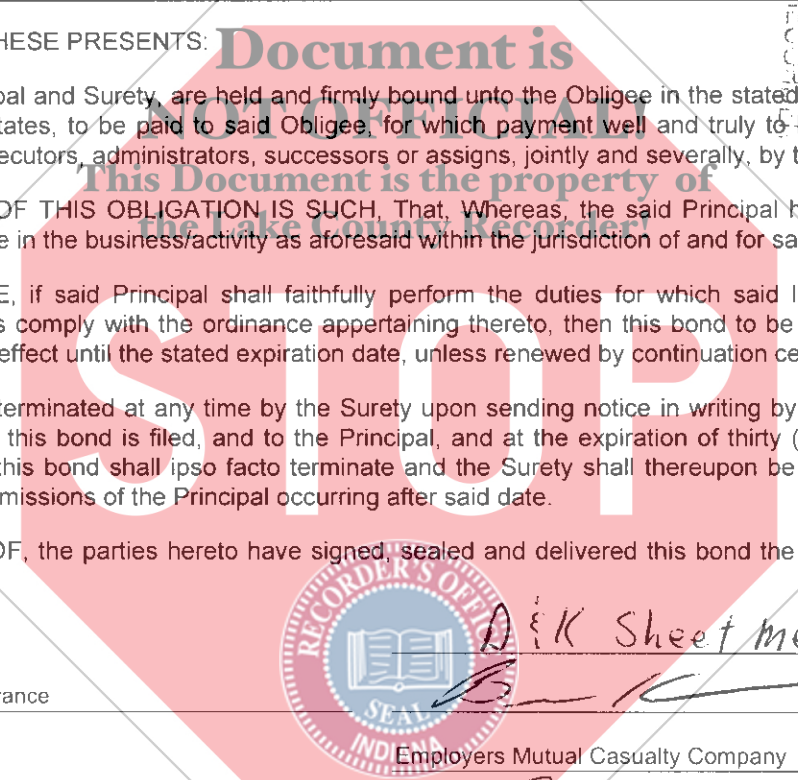 HESE PRESENTS:
Document is
pal and Surety, are held and firmly bound unto the Obligee in the stated
NOT OFFICIAL!
tates, to be paid to said Obligee, for which payment well and truly to
ecutors, administrators, successors or assigns, jointly and severally, by t
This Document is the property of
OF THIS OBLIGATION IS SUCH, That, Whereas, the said Principal h
the Lake County Recorder!
e in the business/activity as aforesaid within the jurisdiction of and for sa
E, if said Principal shall faithfully perform the duties for which said l
s comply with the ordinance appertaining thereto, then this bond to be
effect until the stated expiration date, unless renewed by continuation ce
STOP
terminated at any time by the Surety upon sending notice in writing by
this bond is filed, and to the Principal, and at the expiration of thirty (
this bond shall ipso facto terminate and the Surety shall thereupon be
missions of the Principal occurring after said date.
OF, the parties hereto have signed, sealed and delivered this bond the
RECORDER'S OFFICE
D & K Sheet Me
rance
SEAL
INDIANA
Employers Mutual Casualty Company